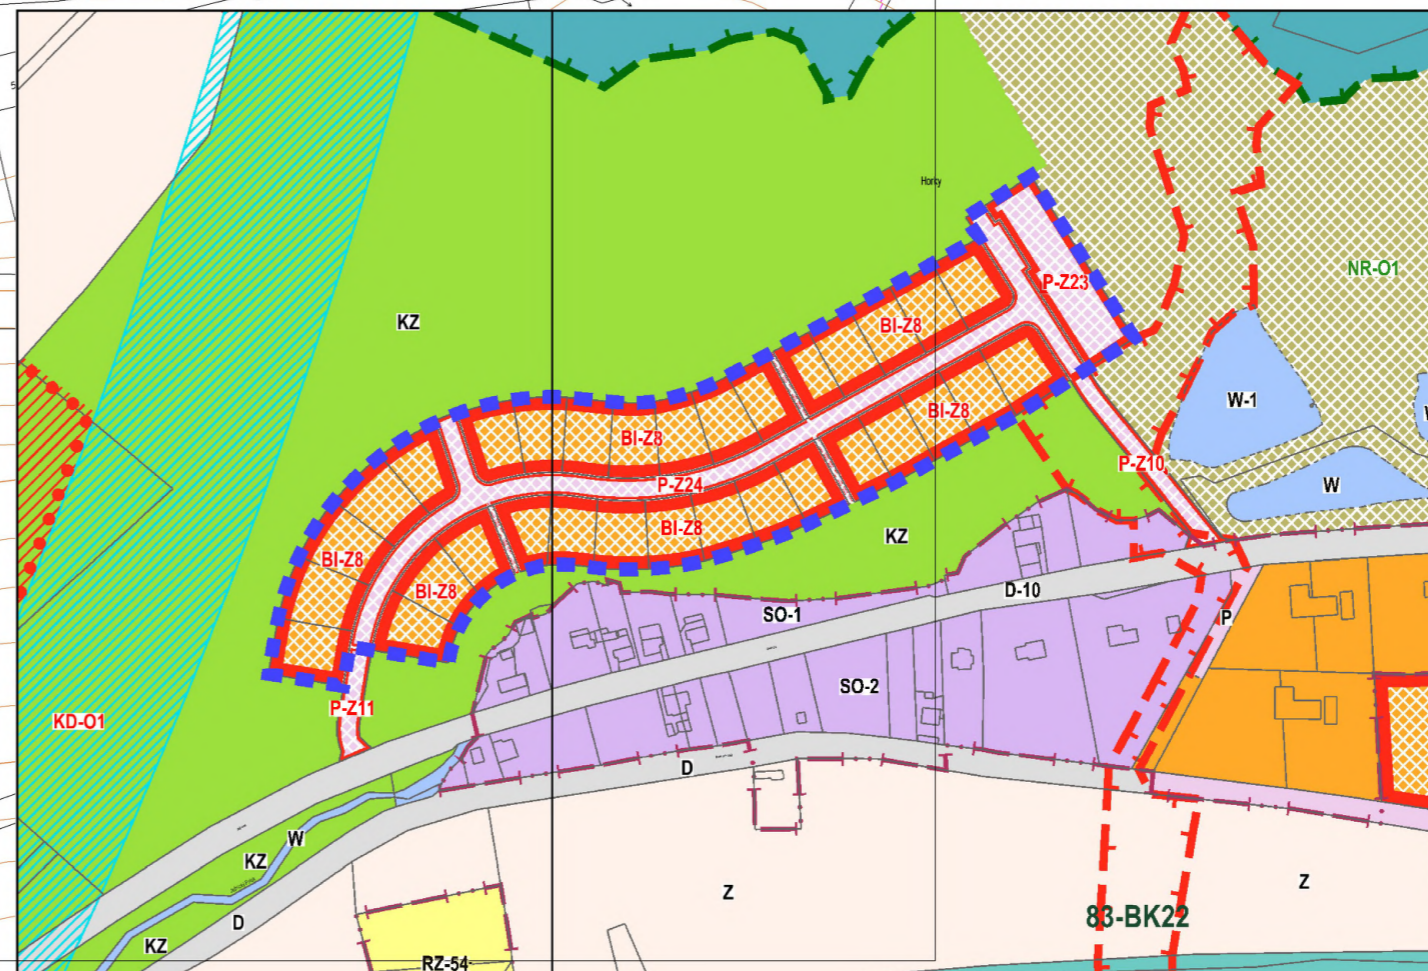 Horky
NR-O1
P-Z23
KZ
BI-Z8
W-1
BI-Z8
BI-Z8
P-Z10
P-Z24
W
BI-Z8
KZ
BI-Z8
BI-Z8
D-10
SO-1
P
SO-2
P-Z11
KD-O1
D
W
KZ
Z
Z
83-BK22
D
KZ
RZ-54